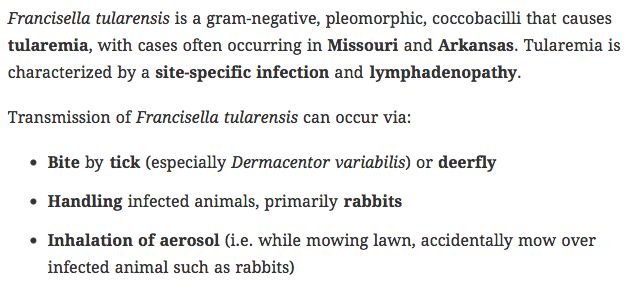 Francisella tularensis is a gram-negative, pleomorphic, coccobacilli that causes
tularemia, with cases often occurring in Missouri and Arkansas. Tularemia is
characterized by a site-specific infection and lymphadenopathy.
Transmission of Francisella tularensis can occur via:
• Bite by tick (especially Dermacentor variabilis) or deerfly
• Handling infected animals, primarily rabbits
• Inhalation of aerosol (i.e. while mowing lawn, accidentally mow over
infected animal such as rabbits)